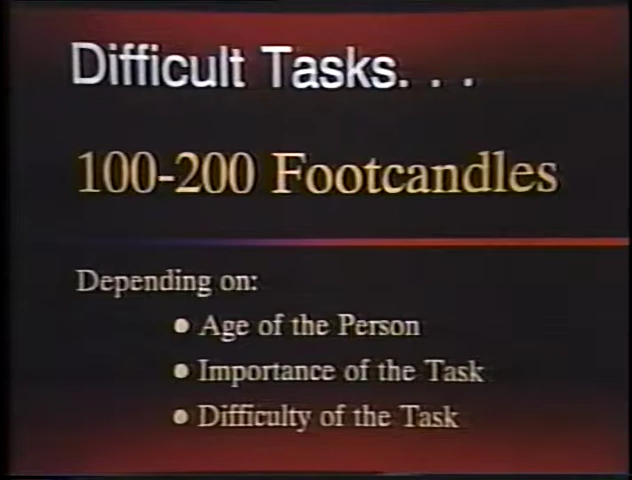 Difficult Tasks. . .
100-200 Footcandles
Depending on:
● Age of the Person
● Importance of the Task
● Difficulty of the Task